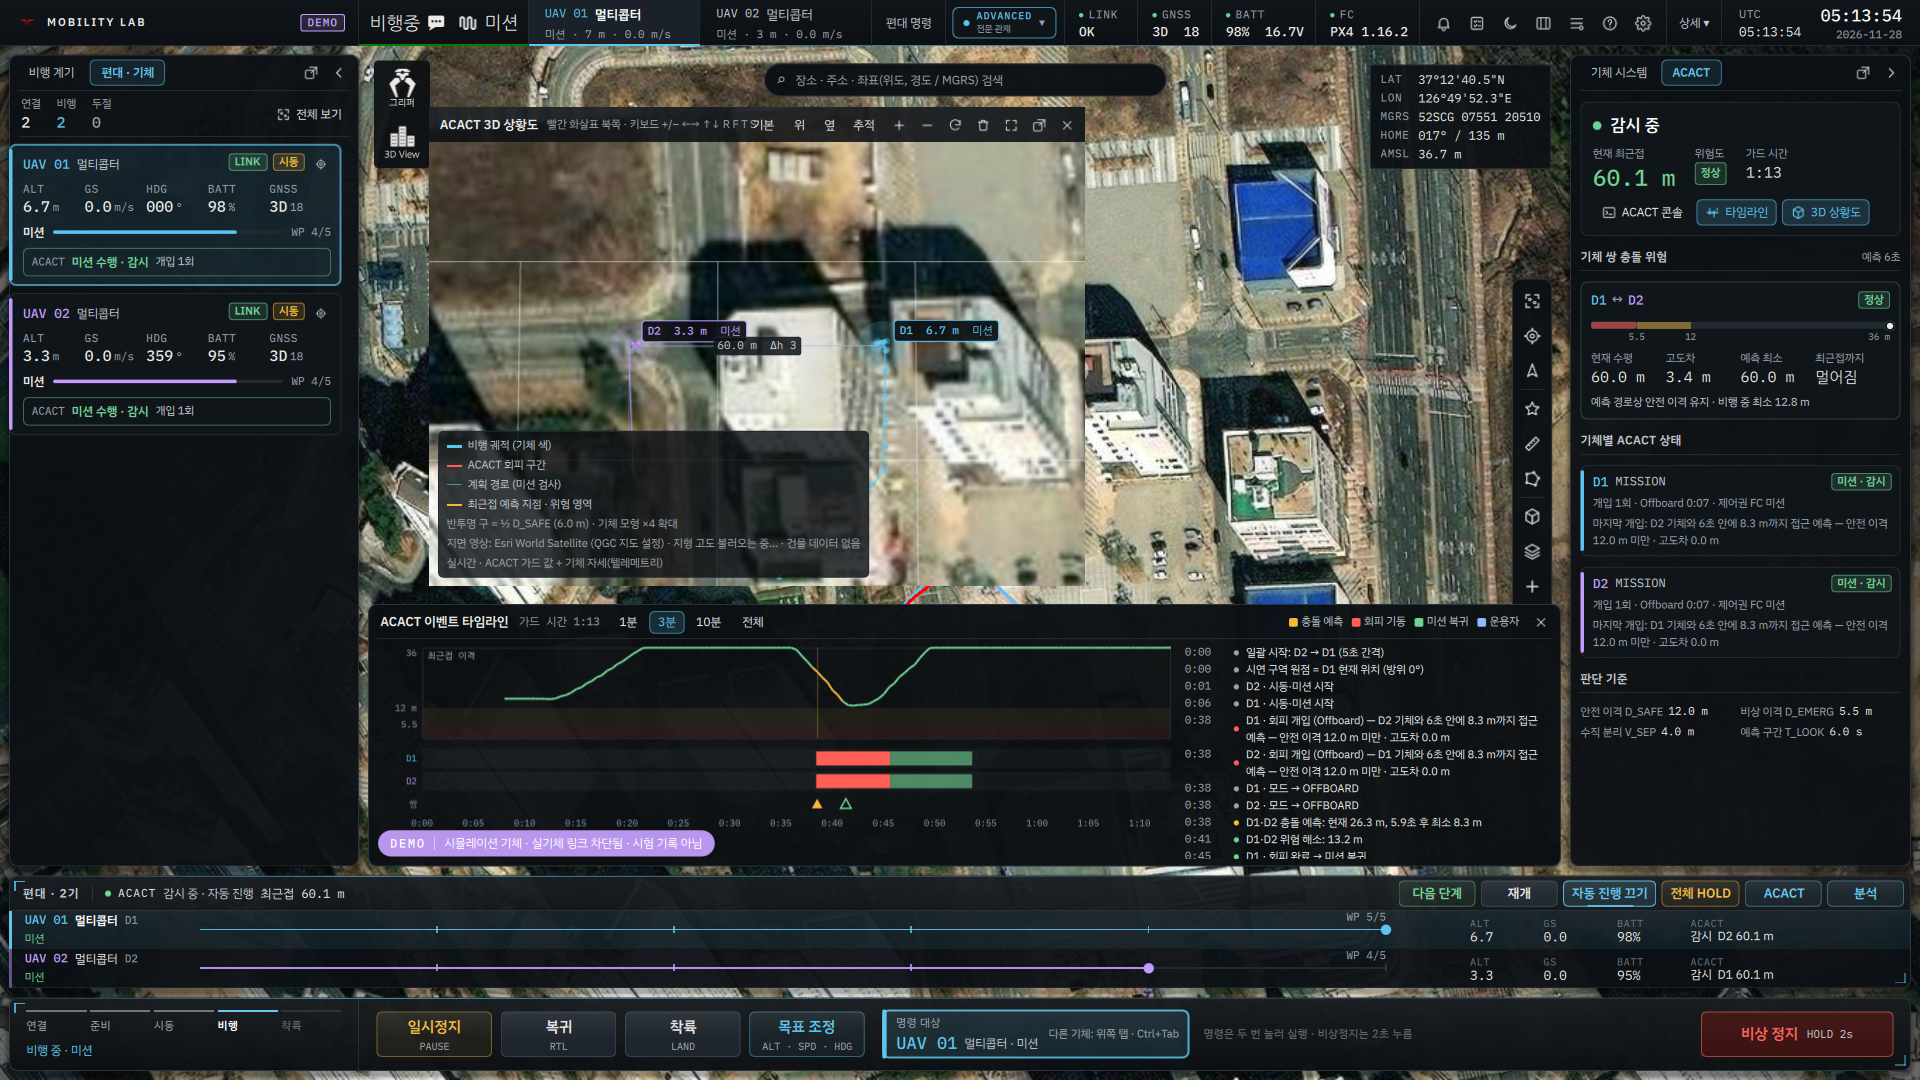 MOBILITY LAB
DEMO
비행중 미션
UAV 01 멀티콥터
미션 · 7 m · 0.0 m/s
UAV 02 멀티콥터
미션 · 3 m · 0.0 m/s
편대 명령
ADVANCED
전문 관제
▾
LINK
OK
GNSS
3D 18
BATT
98% 16.7V
FC
PX4 1.16.2
상세 ▾
UTC
05:13:54
05:13:54
2026-11-28
비행 계기
편대 · 기체
연결
2
비행
2
두절
0
전체 보기
UAV 01 멀티콥터
LINK
시동
ALT GS HDG BATT GNSS
6.7 m 0.0 m/s 000 ° 98 % 3D 18
미션 WP 4/5
ACACT 미션 수행 · 감시 개입 1회
UAV 02 멀티콥터
LINK
시동
ALT GS HDG BATT GNSS
3.3 m 0.0 m/s 359 ° 95 % 3D 18
미션 WP 4/5
ACACT 미션 수행 · 감시 개입 1회
그리퍼
3D View
장소 · 주소 · 좌표(위도, 경도 / MGRS) 검색
LAT 37°12'40.5"N
LON 126°49'52.3"E
MGRS 52SCG 07551 20510
HOME 017° / 135 m
AMSL 36.7 m
ACACT 3D 상황도 빨간 화살표 북쪽 · 키보드 +/− ←→ ↑↓ R F T S
기본 위 옆 추적
D2 3.3 m 미션
60.0 m Δh 3
D1 6.7 m 미션
비행 궤적 (기체 색)
ACACT 회피 구간
계획 경로 (미션 검사)
최근접 예측 지점 · 위험 영역
반투명 구 = ½ D_SAFE (6.0 m) · 기체 모형 ×4 확대
지면 영상: Esri World Satellite (QGC 지도 설정) · 지형 고도 불러오는 중... · 건물 데이터 없음
실시간 · ACACT 가드 값 + 기체 자세(텔레메트리)
ACACT 이벤트 타임라인 가드 시간 1:13
1분 3분 10분 전체
충돌 예측 회피 기동 미션 복귀 운용자
36
최근접 이격
12 m
5.5
D1
D2
쌍
0:00 0:05 0:10 0:15 0:20 0:25 0:30 0:35 0:40 0:45 0:50 0:55 1:00 1:05 1:10
DEMO 시뮬레이션 기체 · 실기체 링크 차단됨 · 시험 기록 아님
0:00 일괄 시작: D2 → D1 (5초 간격)
0:00 시연 구역 원점 = D1 현재 위치 (방위 0°)
0:01 D2 · 시동·미션 시작
0:06 D1 · 시동·미션 시작
0:38 D1 · 회피 개입 (Offboard) — D2 기체와 6초 안에 8.3 m까지 접근
예측 — 안전 이격 12.0 m 미만 · 고도차 0.0 m
0:38 D2 · 회피 개입 (Offboard) — D1 기체와 6초 안에 8.3 m까지 접근
예측 — 안전 이격 12.0 m 미만 · 고도차 0.0 m
0:38 D1 · 모드 → OFFBOARD
0:38 D2 · 모드 → OFFBOARD
0:38 D1·D2 충돌 예측: 현재 26.3 m, 5.9초 후 최소 8.3 m
0:41 D1·D2 위험 해소: 13.2 m
0:45 D1 · 회피 완료 → 미션 복귀
기체 시스템
ACACT
감시 중
현재 최근접 위험도 가드 시간
60.1 m 정상 1:13
ACACT 콘솔 타임라인 3D 상황도
기체 쌍 충돌 위험 예측 6초
D1 ↔ D2 정상
5.5 12 36 m
현재 수평 고도차 예측 최소 최근접까지
60.0 m 3.4 m 60.0 m 멀어짐
예측 경로상 안전 이격 유지 · 비행 중 최소 12.8 m
기체별 ACACT 상태
D1 MISSION 미션 · 감시
개입 1회 · Offboard 0:07 · 제어권 FC 미션
마지막 개입: D2 기체와 6초 안에 8.3 m까지 접근 예측 — 안전 이격
12.0 m 미만 · 고도차 0.0 m
D2 MISSION 미션 · 감시
개입 1회 · Offboard 0:07 · 제어권 FC 미션
마지막 개입: D1 기체와 6초 안에 8.3 m까지 접근 예측 — 안전 이격
12.0 m 미만 · 고도차 0.0 m
판단 기준
안전 이격 D_SAFE 12.0 m 비상 이격 D_EMERG 5.5 m
수직 분리 V_SEP 4.0 m 예측 구간 T_LOOK 6.0 s
편대 · 2기 ACACT 감시 중 · 자동 진행 최근접 60.1 m
다음 단계 재개 자동 진행 끄기 전체 HOLD ACACT 분석
UAV 01 멀티콥터 D1
미션
WP 5/5
ALT GS BATT ACACT
6.7 0.0 98% 감시 D2 60.1 m
UAV 02 멀티콥터 D2
미션
WP 4/5
ALT GS BATT ACACT
3.3 0.0 95% 감시 D1 60.1 m
연결 준비 시동 비행 착륙
비행 중 · 미션
일시정지
PAUSE
복귀
RTL
착륙
LAND
목표 조정
ALT · SPD · HDG
명령 대상
UAV 01 멀티콥터 · 미션
다른 기체: 위쪽 탭 · Ctrl+Tab
명령은 두 번 눌러 실행 · 비상정지는 2초 누름
비상 정지 HOLD 2s